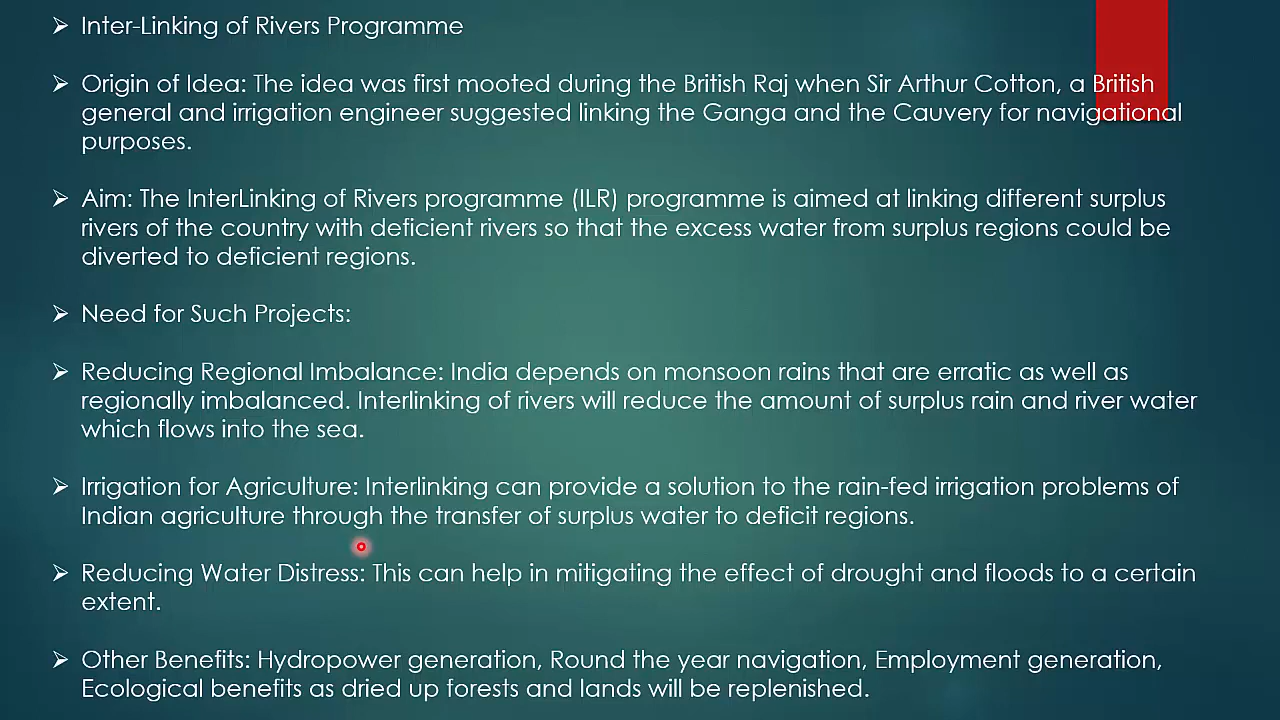 Inter-Linking of Rivers Programme
Origin of Idea: The idea was first mooted during the British Raj when Sir Arthur Cotton, a British
general and irrigation engineer suggested linking the Ganga and the Cauvery for navigational
purposes.
Aim: The InterLinking of Rivers programme (ILR) programme is aimed at linking different surplus
rivers of the country with deficient rivers so that the excess water from surplus regions could be
diverted to deficient regions.
Need for Such Projects:
Reducing Regional Imbalance: India depends on monsoon rains that are erratic as well as
regionally imbalanced. Interlinking of rivers will reduce the amount of surplus rain and river water
which flows into the sea.
Irrigation for Agriculture: Interlinking can provide a solution to the rain-fed irrigation problems of
Indian agriculture through the transfer of surplus water to deficit regions.
Reducing Water Distress: This can help in mitigating the effect of drought and floods to a certain
extent.
Other Benefits: Hydropower generation, Round the year navigation, Employment generation,
Ecological benefits as dried up forests and lands will be replenished.